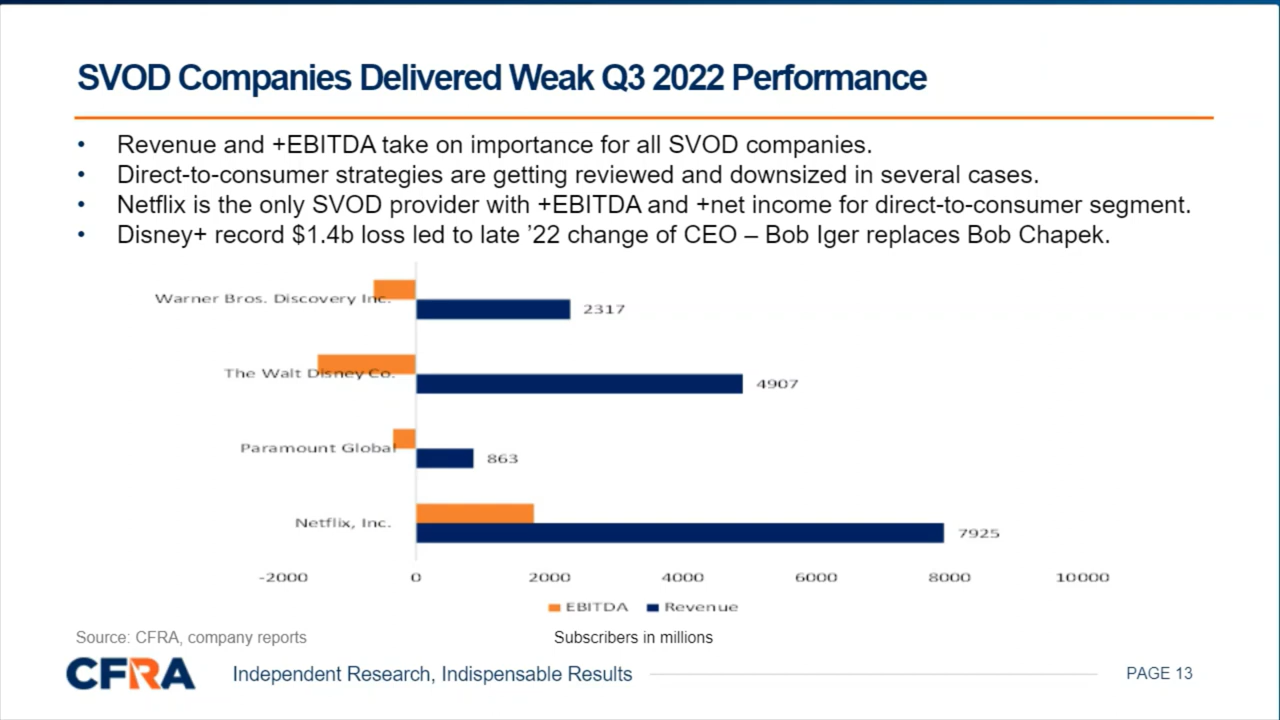 SVOD Companies Delivered Weak Q3 2022 Performance
• Revenue and +EBITDA take on importance for all SVOD companies.
• Direct-to-consumer strategies are getting reviewed and downsized in several cases.
• Netflix is the only SVOD provider with +EBITDA and +net income for direct-to-consumer segment.
• Disney+ record $1.4b loss led to late ’22 change of CEO – Bob Iger replaces Bob Chapek.
Warner Bros. Discovery Inc.
2317
The Walt Disney Co.
4907
Paramount Global
863
Netflix, Inc.
7925
-2000 0 2000 4000 6000 8000 10000
EBITDA Revenue
Source: CFRA, company reports
Subscribers in millions
CFRA
Independent Research, Indispensable Results
PAGE 13